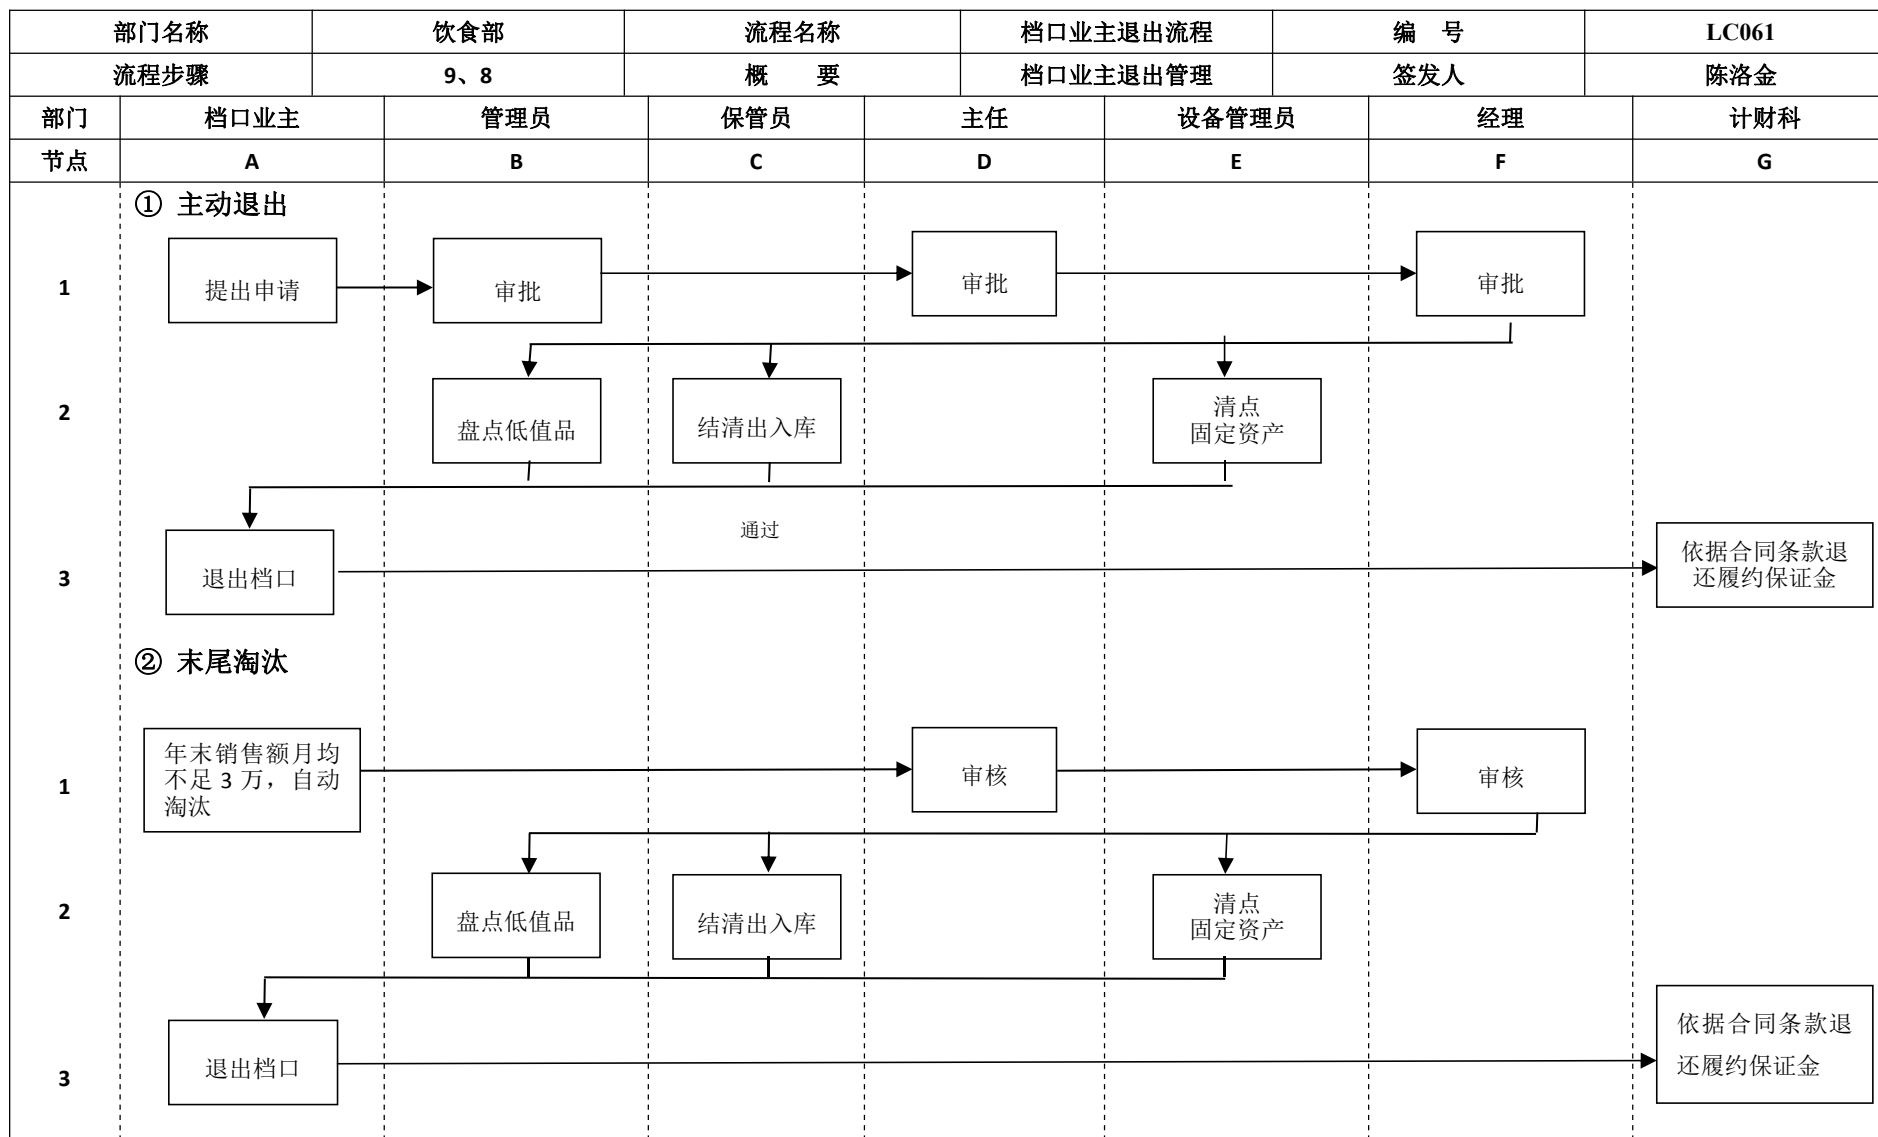 部门名称 饮食部 流程名称 档口业主退出流程 编 号 LC061
流程步骤 9、8 概 要 档口业主退出管理 签发人 陈洛金
部门 档口业主 管理员 保管员 主任 设备管理员 经理 计财科
节点 A B C D E F G
① 主动退出
1 提出申请 审批 审批 审批
2 盘点低值品 结清出入库 清点
固定资产
通过
3 退出档口 依据合同条款退
还履约保证金
② 末尾淘汰
1 年末销售额月均
不足 3 万，自动
淘汰
审核 审核
2 盘点低值品 结清出入库 清点
固定资产
3 退出档口 依据合同条款退
还履约保证金